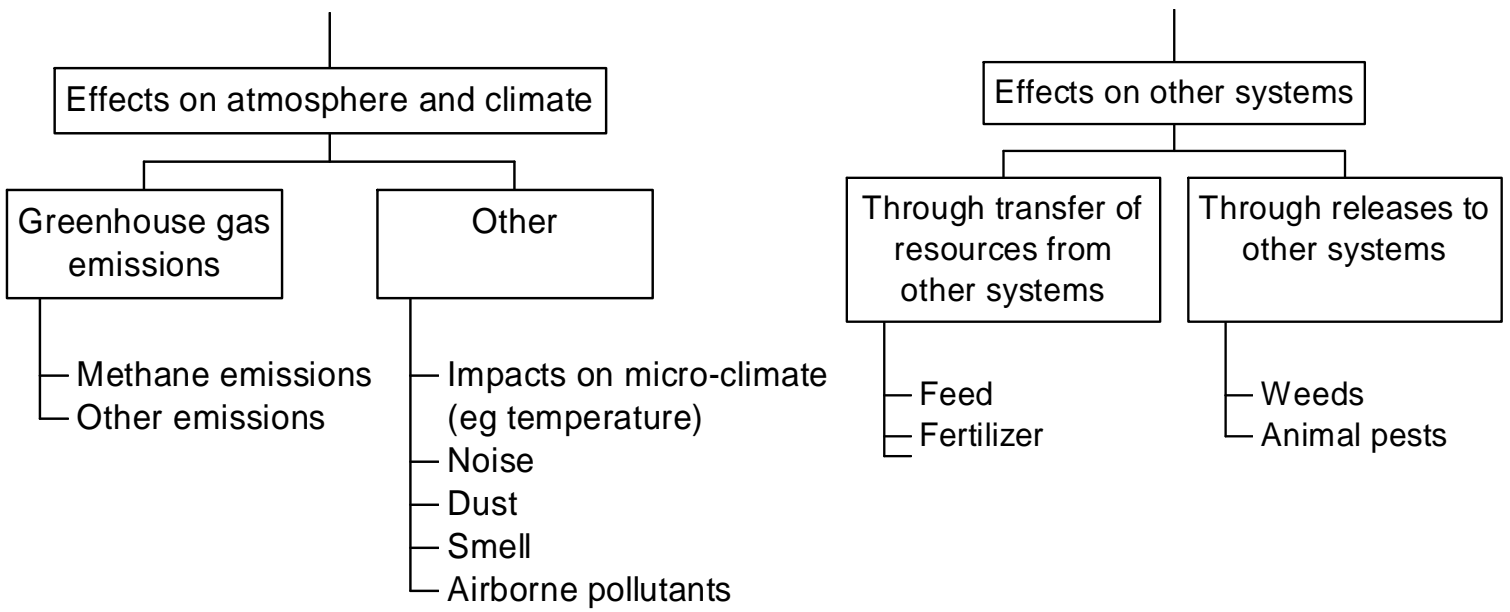 Effects on atmosphere and climate
Greenhouse gas
emissions
Methane emissions
Other emissions
Other
Impacts on micro-climate
(eg temperature)
Noise
Dust
Smell
Airborne pollutants
Effects on other systems
Through transfer of
resources from
other systems
Feed
Fertilizer
Through releases to
other systems
Weeds
Animal pests